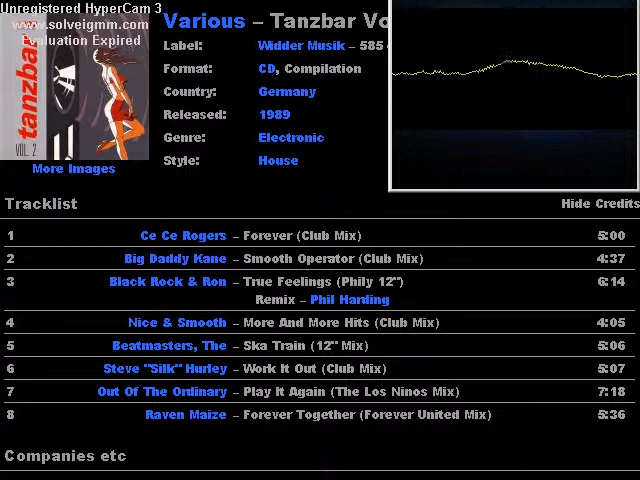 Unregistered HyperCam 3
www.solveigmm.com
Evaluation Expired
tanzbar
VOL. 2
More Images
Various – Tanzbar Vo
Label: Widder Musik – 585
Format: CD, Compilation
Country: Germany
Released: 1989
Genre: Electronic
Style: House
Tracklist Hide Credits
1 Ce Ce Rogers – Forever (Club Mix) 5:00
2 Big Daddy Kane – Smooth Operator (Club Mix) 4:37
3 Black Rock & Ron – True Feelings (Phily 12") 6:14
Remix – Phil Harding
4 Nice & Smooth – More And More Hits (Club Mix) 4:05
5 Beatmasters, The – Ska Train (12" Mix) 5:06
6 Steve "Silk" Hurley – Work It Out (Club Mix) 5:07
7 Out Of The Ordinary – Play It Again (The Los Ninos Mix) 7:18
8 Raven Maize – Forever Together (Forever United Mix) 5:36
Companies etc